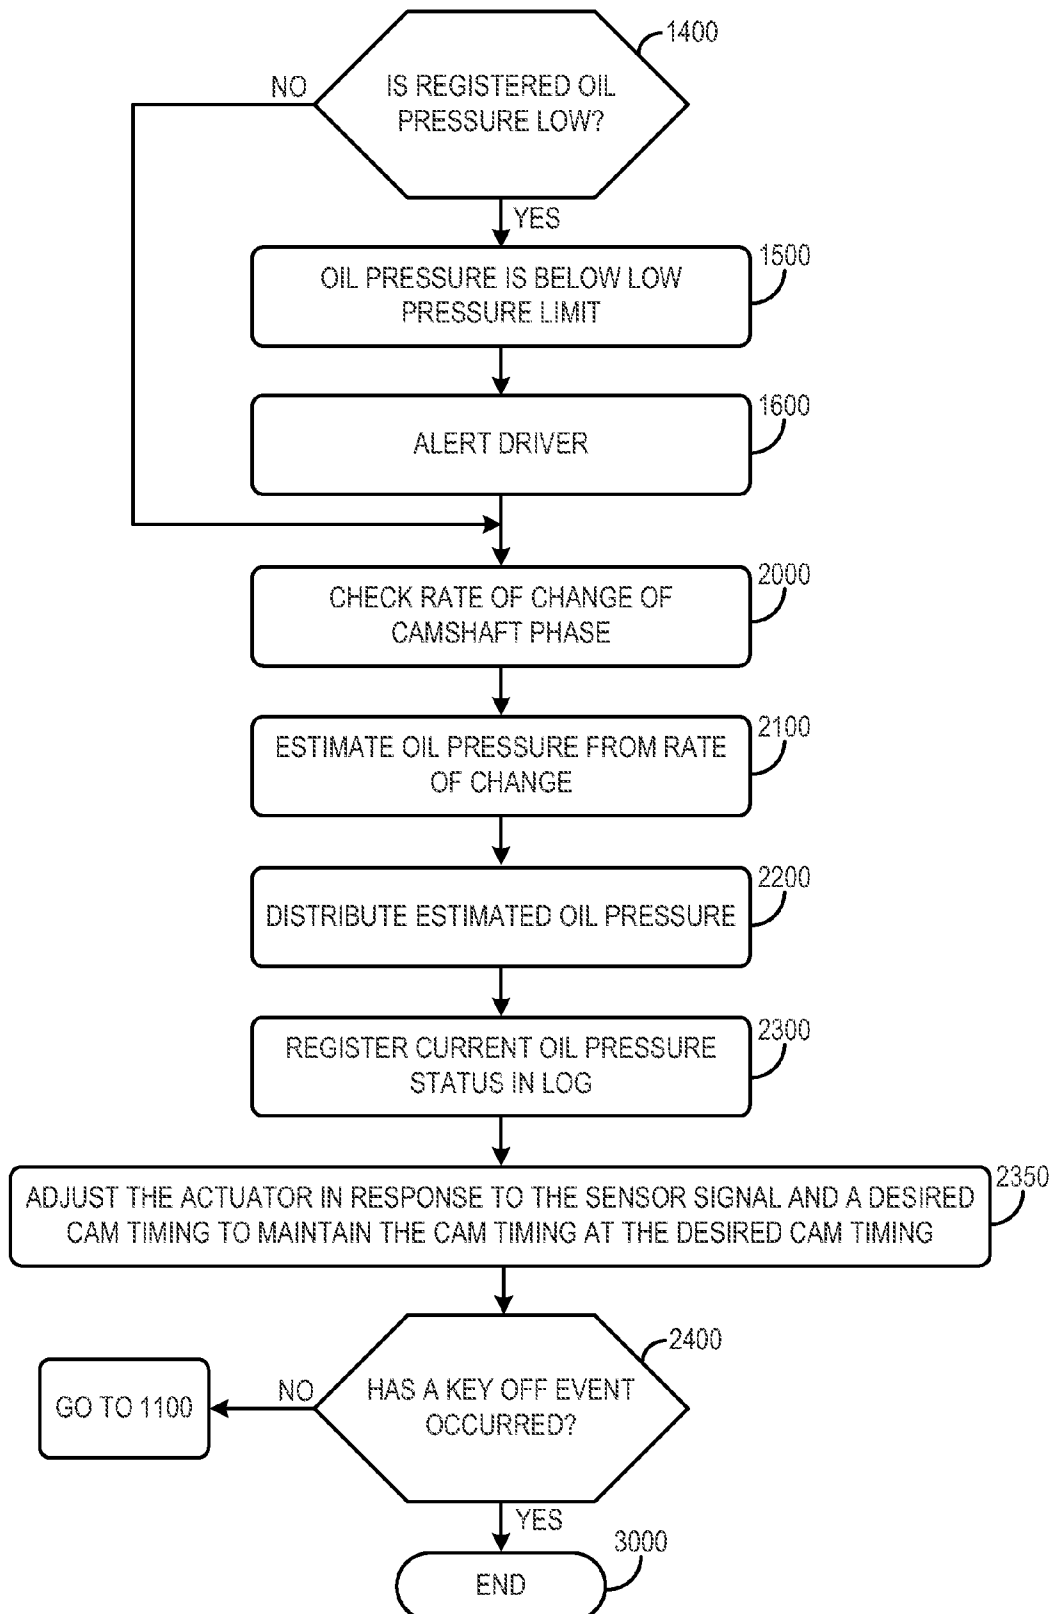 1400
IS REGISTERED OIL
PRESSURE LOW?
NO
YES
1500
OIL PRESSURE IS BELOW LOW
PRESSURE LIMIT
1600
ALERT DRIVER
2000
CHECK RATE OF CHANGE OF
CAMSHAFT PHASE
2100
ESTIMATE OIL PRESSURE FROM RATE
OF CHANGE
2200
DISTRIBUTE ESTIMATED OIL PRESSURE
2300
REGISTER CURRENT OIL PRESSURE
STATUS IN LOG
2350
ADJUST THE ACTUATOR IN RESPONSE TO THE SENSOR SIGNAL AND A DESIRED
CAM TIMING TO MAINTAIN THE CAM TIMING AT THE DESIRED CAM TIMING
2400
HAS A KEY OFF EVENT
OCCURRED?
NO
GO TO 1100
YES
3000
END